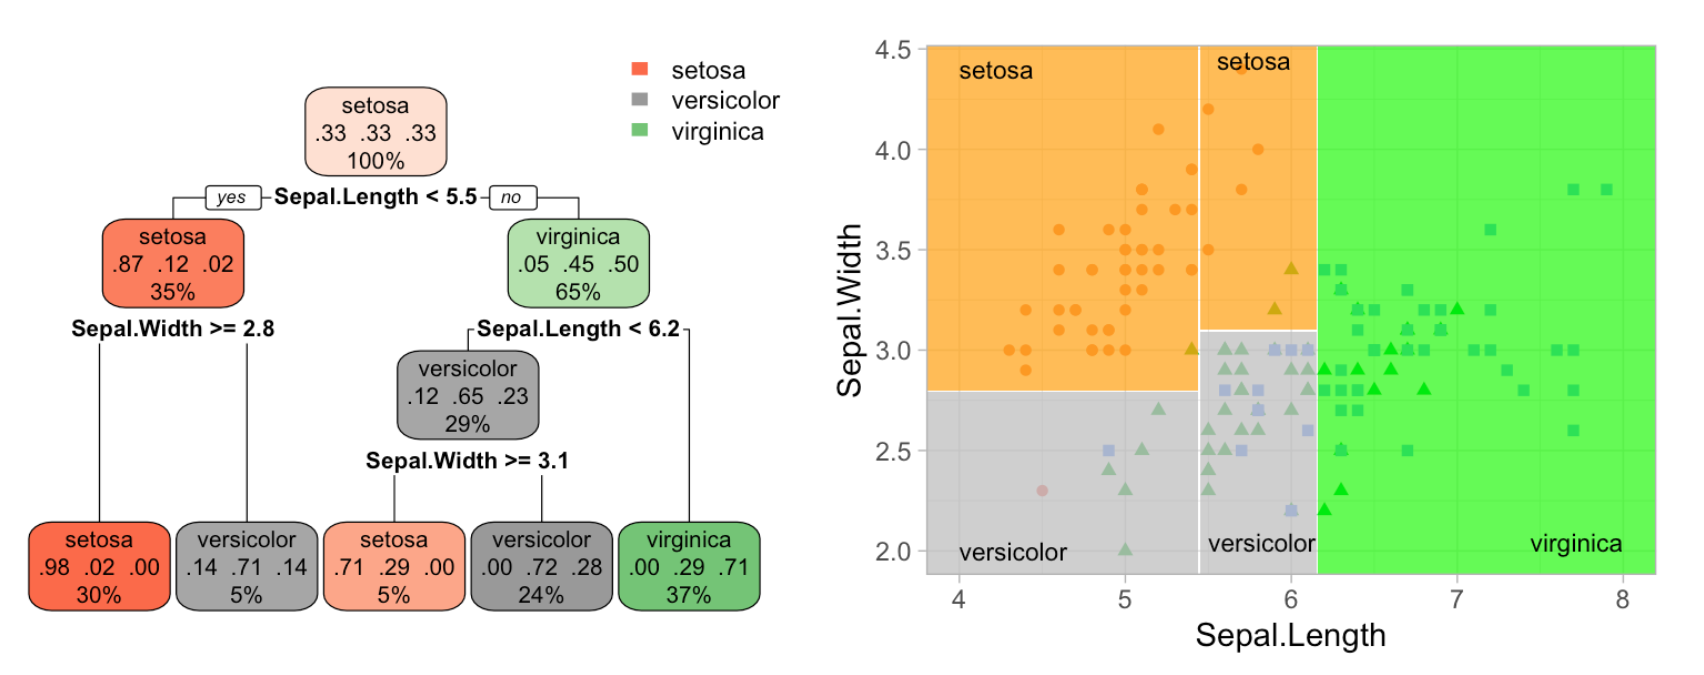 setosa
versicolor
virginica
setosa
.33 .33 .33
100%
yes Sepal.Length < 5.5 no
setosa
.87 .12 .02
35%
virginica
.05 .45 .50
65%
Sepal.Width >= 2.8
Sepal.Length < 6.2
versicolor
.12 .65 .23
29%
Sepal.Width >= 3.1
setosa
.98 .02 .00
30%
versicolor
.14 .71 .14
5%
setosa
.71 .29 .00
5%
versicolor
.00 .72 .28
24%
virginica
.00 .29 .71
37%
Sepal.Width
4.5
4.0
3.5
3.0
2.5
2.0
setosa
setosa
versicolor
versicolor
virginica
4 5 6 7 8
Sepal.Length